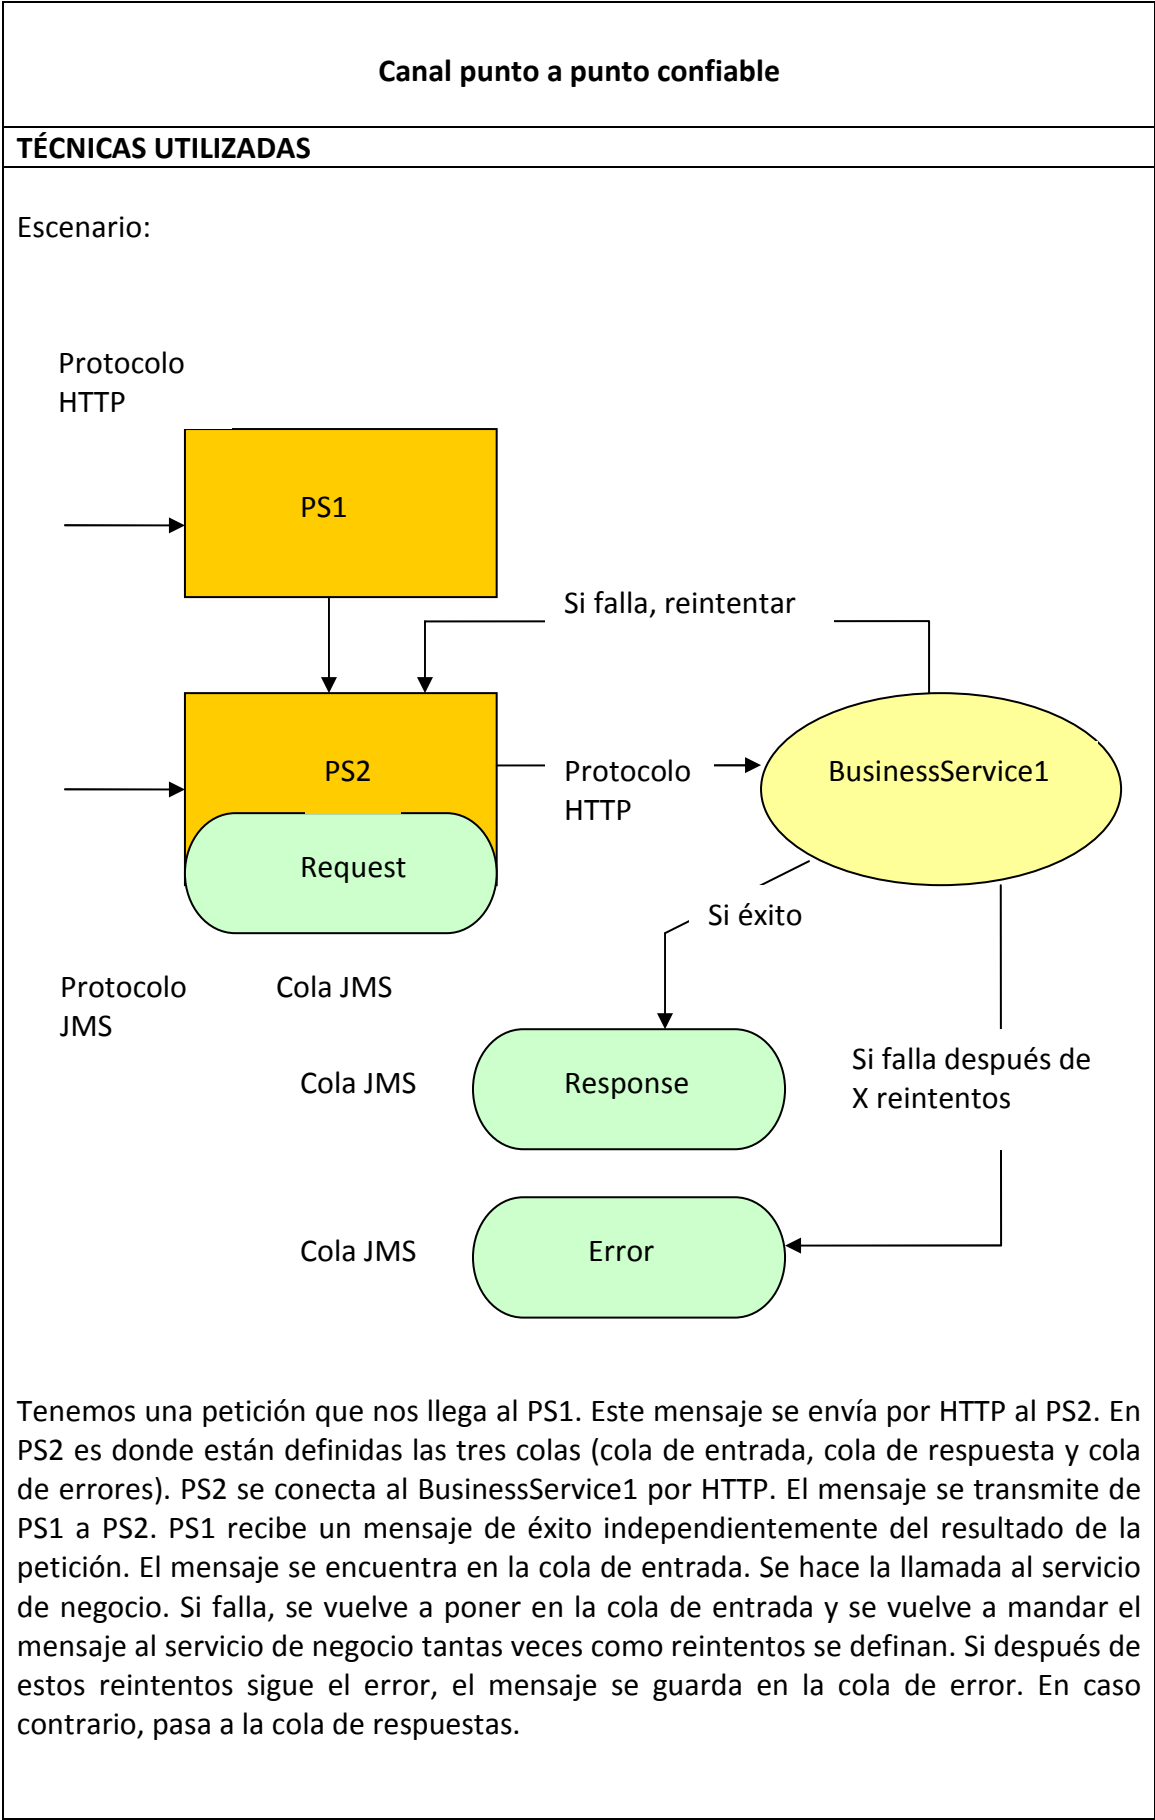 Canal punto a punto confiable
TÉCNICAS UTILIZADAS
Escenario:
Protocolo
HTTP
PS1
Si falla, reintentar
PS2
Protocolo
HTTP
BusinessService1
Request
Si éxito
Protocolo
JMS
Cola JMS
Cola JMS
Response
Si falla después de
X reintentos
Cola JMS
Error
Tenemos una petición que nos llega al PS1. Este mensaje se envía por HTTP al PS2. En
PS2 es donde están definidas las tres colas (cola de entrada, cola de respuesta y cola
de errores). PS2 se conecta al BusinessService1 por HTTP. El mensaje se transmite de
PS1 a PS2. PS1 recibe un mensaje de éxito independientemente del resultado de la
petición. El mensaje se encuentra en la cola de entrada. Se hace la llamada al servicio
de negocio. Si falla, se vuelve a poner en la cola de entrada y se vuelve a mandar el
mensaje al servicio de negocio tantas veces como reintentos se definan. Si después de
estos reintentos sigue el error, el mensaje se guarda en la cola de error. En caso
contrario, pasa a la cola de respuestas.